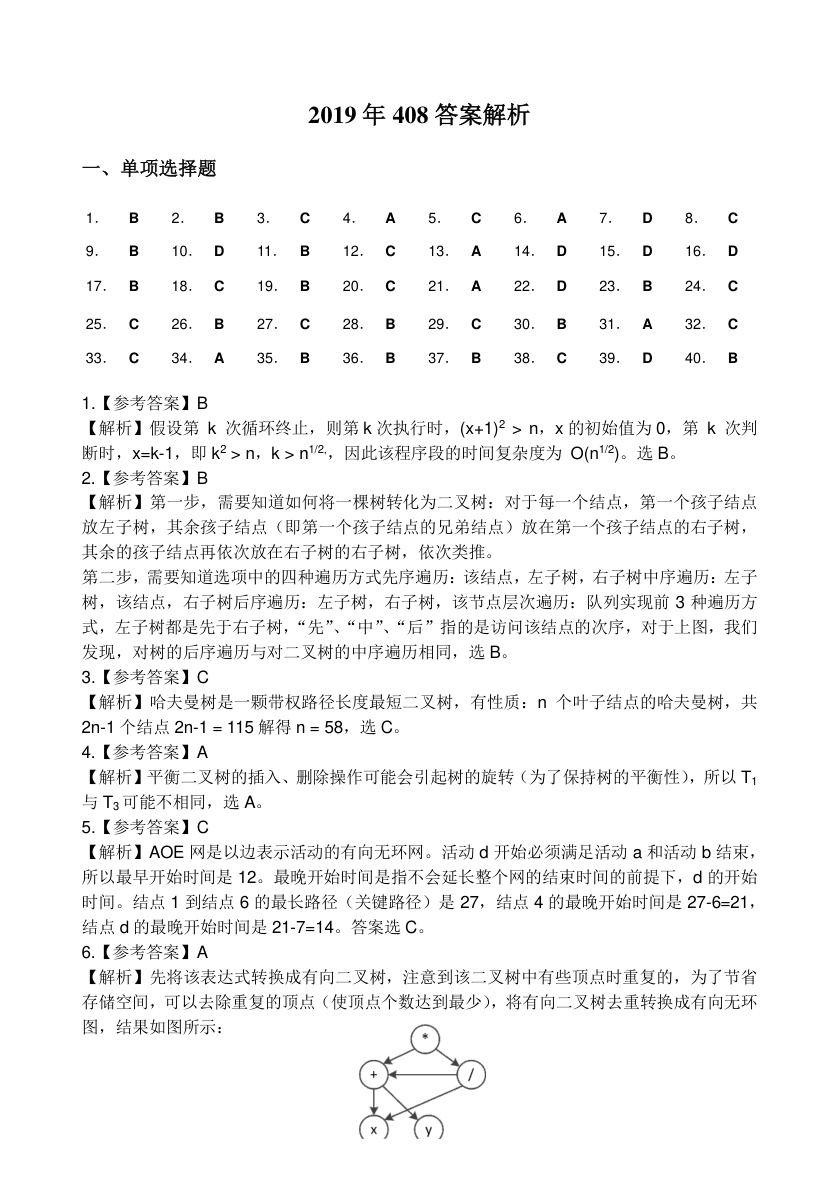 2019 年 408 答案解析
一、单项选择题
1. B 2. B 3. C 4. A 5. C 6. A 7. D 8. C
9. B 10. D 11. B 12. C 13. A 14. D 15. D 16. D
17. B 18. C 19. B 20. C 21. A 22. D 23. B 24. C
25. C 26. B 27. C 28. B 29. C 30. B 31. A 32. C
33. C 34. A 35. B 36. B 37. B 38. C 39. D 40. B
1.【参考答案】B
【解析】假设第 k 次循环终止，则第 k 次执行时，(x+1)² > n，x 的初始值为 0，第 k 次判
断时，x=k-1，即 k² > n，k > n^1/2,，因此该程序段的时间复杂度为 O(n^1/2)。选 B。
2.【参考答案】B
【解析】第一步，需要知道如何将一棵树转化为二叉树：对于每一个结点，第一个孩子结点
放左子树，其余孩子结点（即第一个孩子结点的兄弟结点）放在第一个孩子结点的右子树，
其余的孩子结点再依次放在右子树的右子树，依次类推。
第二步，需要知道选项中的四种遍历方式先序遍历：该结点，左子树，右子树中序遍历：左子
树，该结点，右子树后序遍历：左子树，右子树，该节点层次遍历：队列实现前 3 种遍历方
式，左子树都是先于右子树，“先”、“中”、“后”指的是访问该结点的次序，对于上图，我们
发现，对树的后序遍历与对二叉树的中序遍历相同，选 B。
3.【参考答案】C
【解析】哈夫曼树是一颗带权路径长度最短二叉树，有性质：n 个叶子结点的哈夫曼树，共
2n-1 个结点 2n-1 = 115 解得 n = 58，选 C。
4.【参考答案】A
【解析】平衡二叉树的插入、删除操作可能会引起树的旋转（为了保持树的平衡性），所以 T₁
与 T₃ 可能不相同，选 A。
5.【参考答案】C
【解析】AOE 网是以边表示活动的有向无环网。活动 d 开始必须满足活动 a 和活动 b 结束，
所以最早开始时间是 12。最晚开始时间是指不会延长整个网的结束时间的前提下，d 的开始
时间。结点 1 到结点 6 的最长路径（关键路径）是 27，结点 4 的最晚开始时间是 27-6=21，
结点 d 的最晚开始时间是 21-7=14。答案选 C。
6.【参考答案】A
【解析】先将该表达式转换成有向二叉树，注意到该二叉树中有些顶点时重复的，为了节省
存储空间，可以去除重复的顶点（使顶点个数达到最少），将有向二叉树去重转换成有向无环
图，结果如图所示：
*
+ /
x y